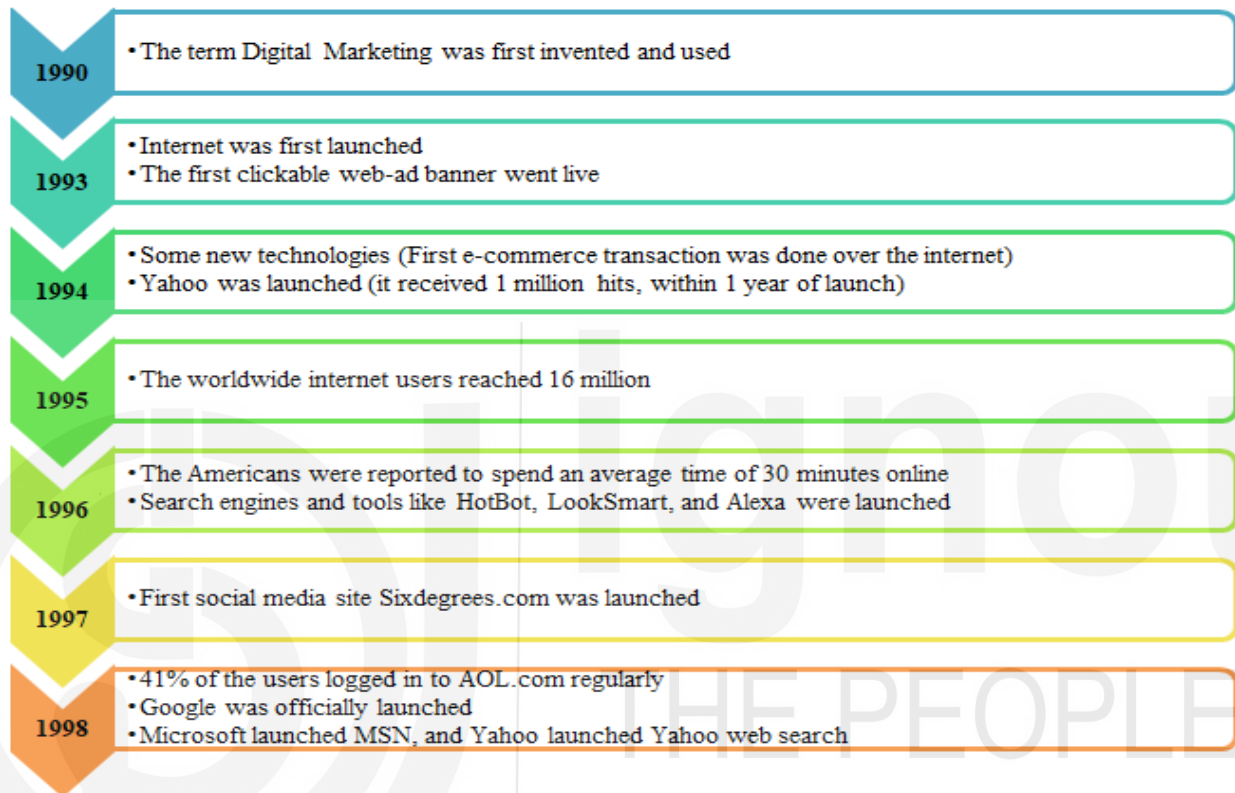 1990
•The term Digital Marketing was first invented and used
1993
•Internet was first launched
•The first clickable web-ad banner went live
1994
•Some new technologies (First e-commerce transaction was done over the internet)
•Yahoo was launched (it received 1 million hits, within 1 year of launch)
1995
•The worldwide internet users reached 16 million
1996
•The Americans were reported to spend an average time of 30 minutes online
•Search engines and tools like HotBot, LookSmart, and Alexa were launched
1997
•First social media site Sixdegrees.com was launched
1998
•41% of the users logged in to AOL.com regularly
•Google was officially launched
•Microsoft launched MSN, and Yahoo launched Yahoo web search
ignou
THE PEOPLE